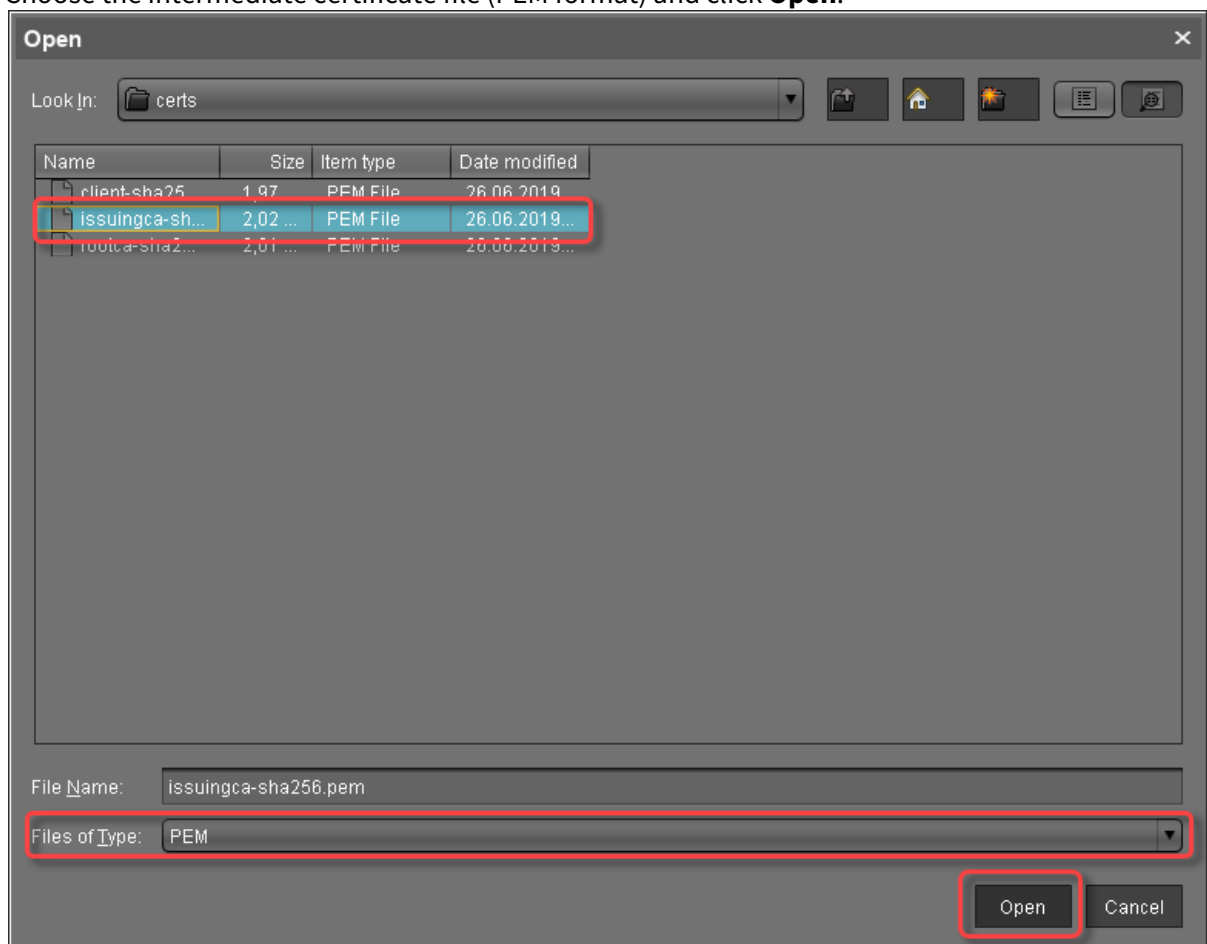 Choose the intermediate certificate file (PEM format) and click Open.
Open
Look In: certs
Name Size Item type Date modified
client-sha25... 1,97 ... PEM File 26.06.2019...
issuingca-sh... 2,02 ... PEM File 26.06.2019...
rootca-sha2... 2,01 ... PEM File 26.06.2019...
File Name: issuingca-sha256.pem
Files of Type: PEM
Open Cancel